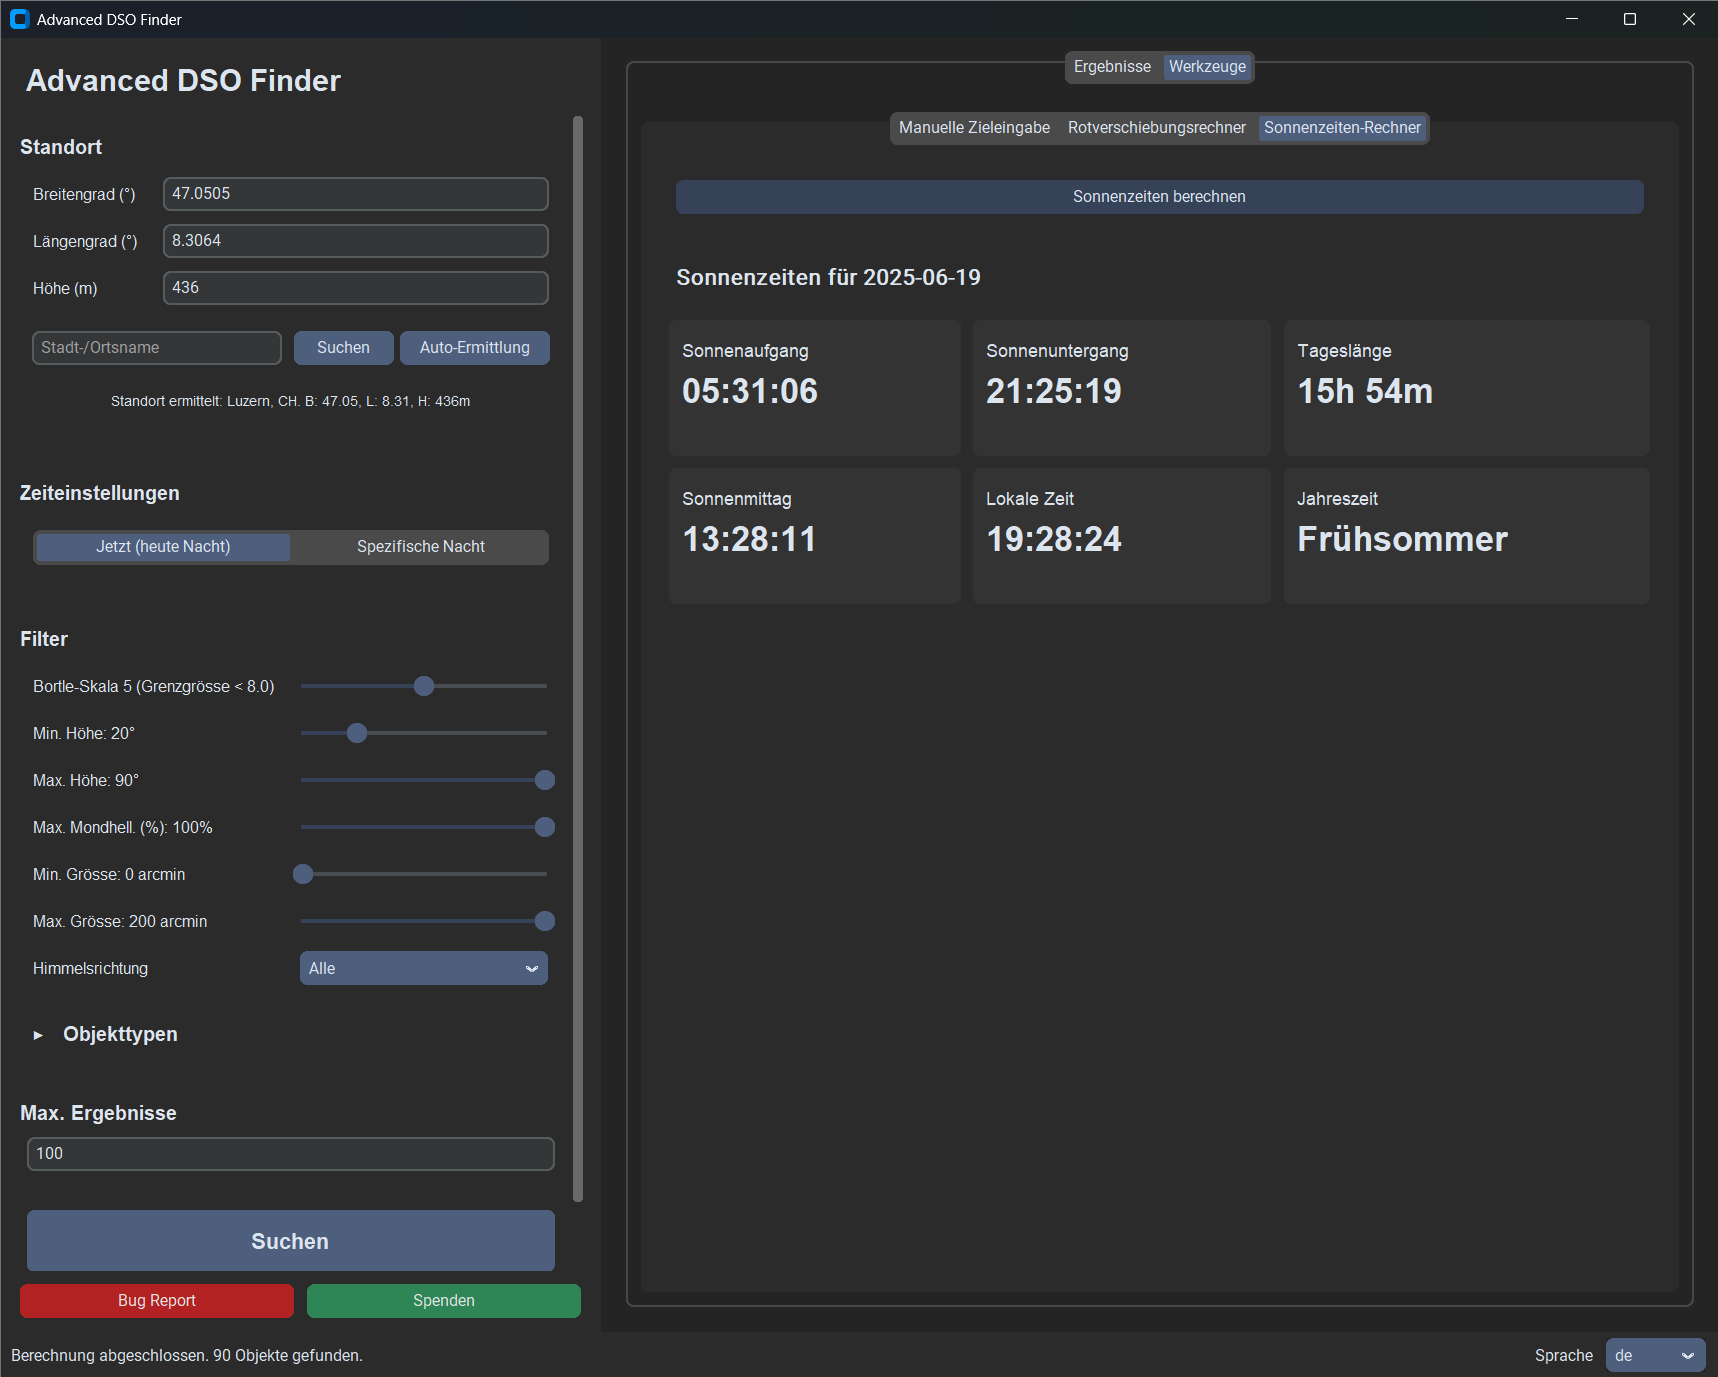 Advanced DSO Finder
Advanced DSO Finder
Standort
Breitengrad (°) 47.0505
Längengrad (°) 8.3064
Höhe (m) 436
Stadt-/Ortsname Suchen Auto-Ermittlung
Standort ermittelt: Luzern, CH. B: 47.05, L: 8.31, H: 436m
Zeiteinstellungen
Jetzt (heute Nacht) Spezifische Nacht
Filter
Bortle-Skala 5 (Grenzgrösse < 8.0)
Min. Höhe: 20°
Max. Höhe: 90°
Max. Mondhell. (%): 100%
Min. Grösse: 0 arcmin
Max. Grösse: 200 arcmin
Himmelsrichtung Alle
► Objekttypen
Max. Ergebnisse
100
Suchen
Bug Report Spenden
Ergebnisse Werkzeuge
Manuelle Zieleingabe Rotverschiebungsrechner Sonnenzeiten-Rechner
Sonnenzeiten berechnen
Sonnenzeiten für 2025-06-19
Sonnenaufgang
05:31:06
Sonnenuntergang
21:25:19
Tageslänge
15h 54m
Sonnenmittag
13:28:11
Lokale Zeit
19:28:24
Jahreszeit
Frühsommer
Berechnung abgeschlossen. 90 Objekte gefunden.
Sprache de